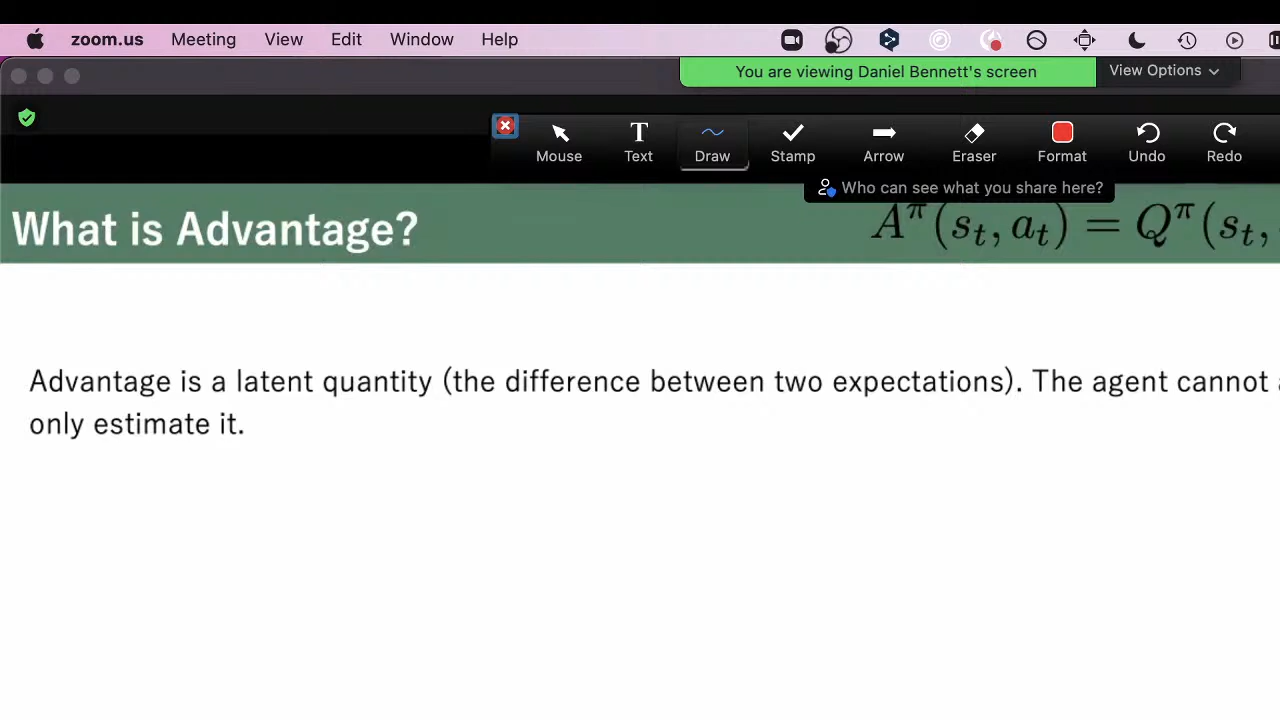 zoom.us Meeting View Edit Window Help
You are viewing Daniel Bennett's screen View Options
Mouse Text Draw Stamp Arrow Eraser Format Undo Redo
Who can see what you share here?
What is Advantage? A^π(s_t, a_t) = Q^π(s_t,
Advantage is a latent quantity (the difference between two expectations). The agent cannot
only estimate it.